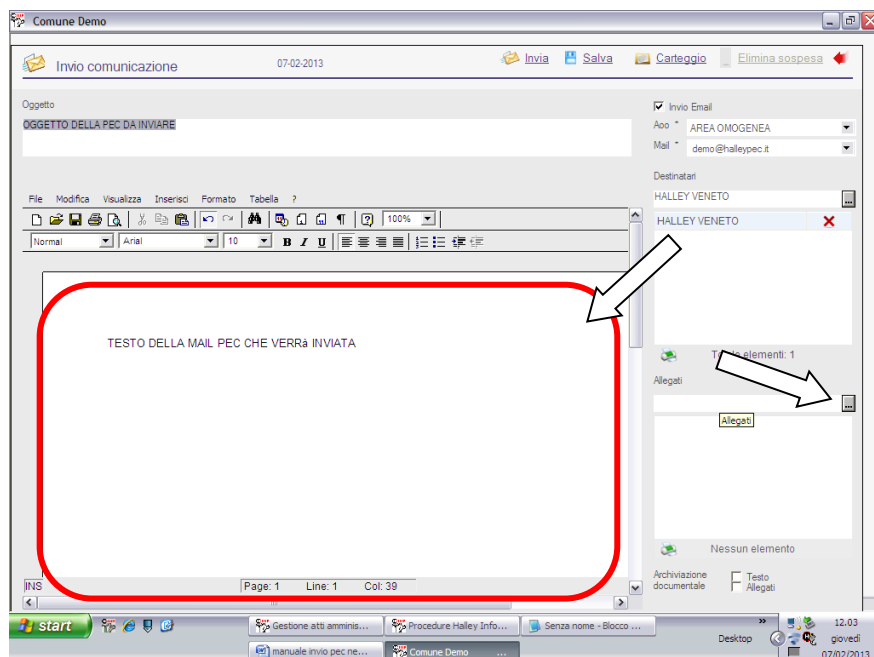 Comune Demo
Invio comunicazione
07-02-2013
Invia
Salva
Carteggio
Elimina sospesa
Oggetto
OGGETTO DELLA PEC DA INVIARE
Invio Email
Aoo *
AREA OMOGENEA
Mail *
demo@halleypec.it
Destinatari
HALLEY VENETO
HALLEY VENETO
File Modifica Visualizza Inserisci Formato Tabella ?
100%
Normal
Arial
10
B I U
TESTO DELLA MAIL PEC CHE VERRà INVIATA
elementi: 1
Allegati
...
Allegati
Nessun elemento
Archiviazione
documentale
Testo
Allegati
INS
Page: 1 Line: 1 Col: 39
start
Gestione atti amminis...
Procedure Halley Info...
Senza nome - Blocco ...
manuale invio pec ne...
Comune Demo ...
Desktop
»
12.03
giovedì
07/02/2013